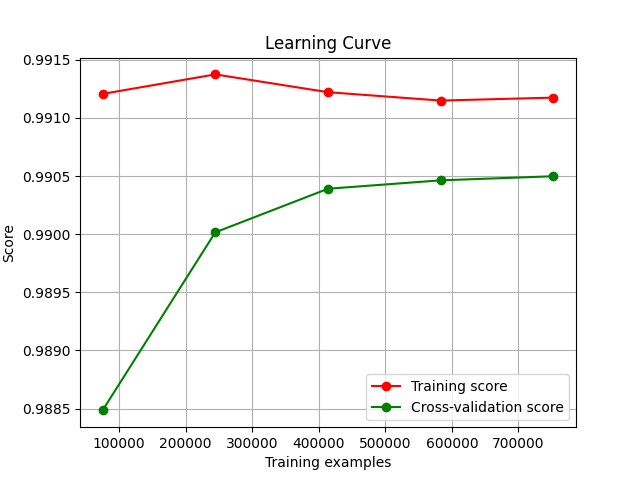 Learning Curve
0.9915
0.9910
0.9905
0.9900
0.9895
0.9890
0.9885
Score
Training score
Cross-validation score
100000 200000 300000 400000 500000 600000 700000
Training examples